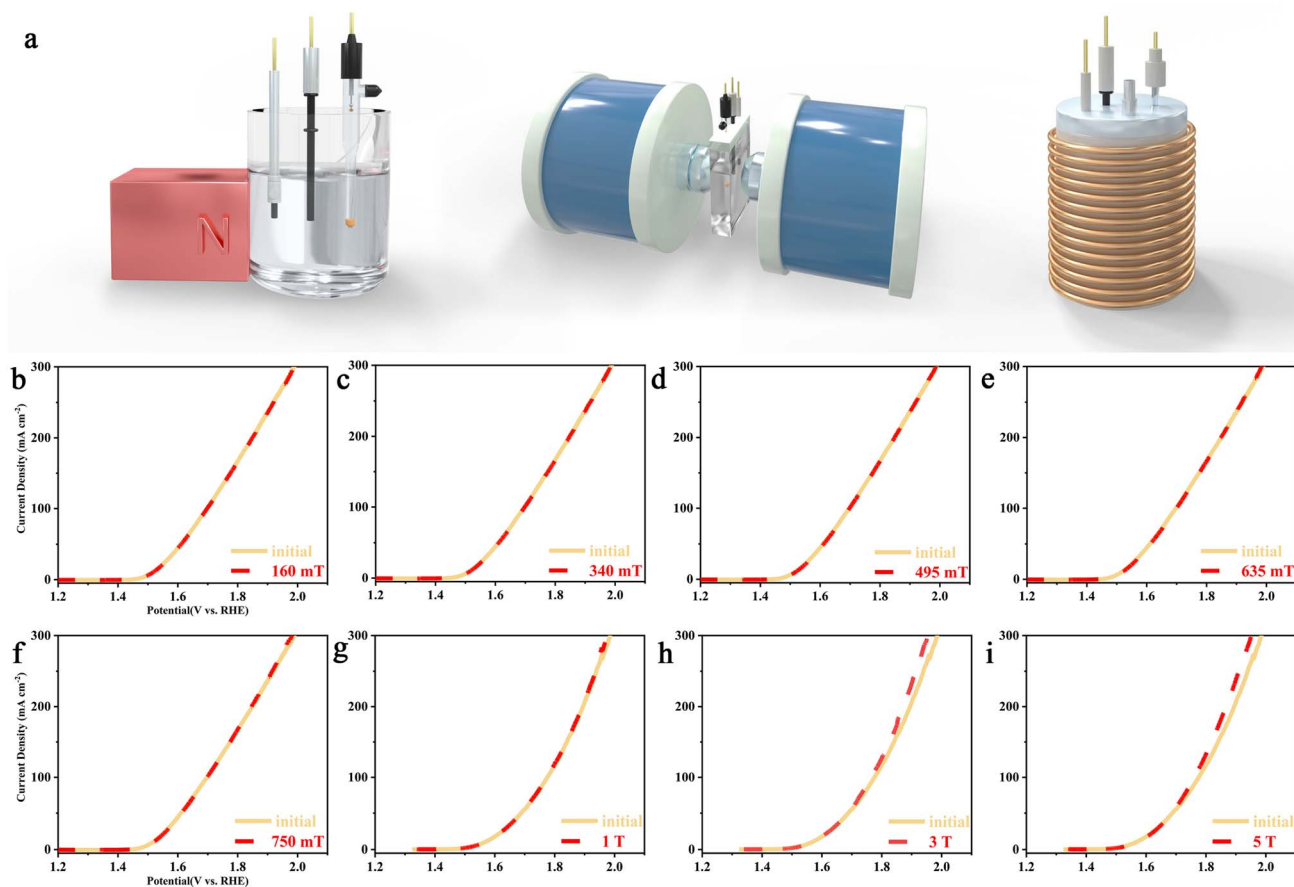 a
N
b
300
200
100
0
Current Density (mA cm⁻²)
initial
160 mT
1.2 1.4 1.6 1.8 2.0
Potential(V vs. RHE)
c
300
200
100
0
initial
340 mT
1.2 1.4 1.6 1.8 2.0
d
300
200
100
0
initial
495 mT
1.2 1.4 1.6 1.8 2.0
e
300
200
100
0
initial
635 mT
1.2 1.4 1.6 1.8 2.0
f
300
200
100
0
Current Density (mA cm⁻²)
initial
750 mT
1.2 1.4 1.6 1.8 2.0
Potential(V vs. RHE)
g
300
200
100
0
initial
1 T
1.2 1.4 1.6 1.8 2.0
h
300
200
100
0
initial
3 T
1.2 1.4 1.6 1.8 2.0
i
300
200
100
0
initial
5 T
1.2 1.4 1.6 1.8 2.0